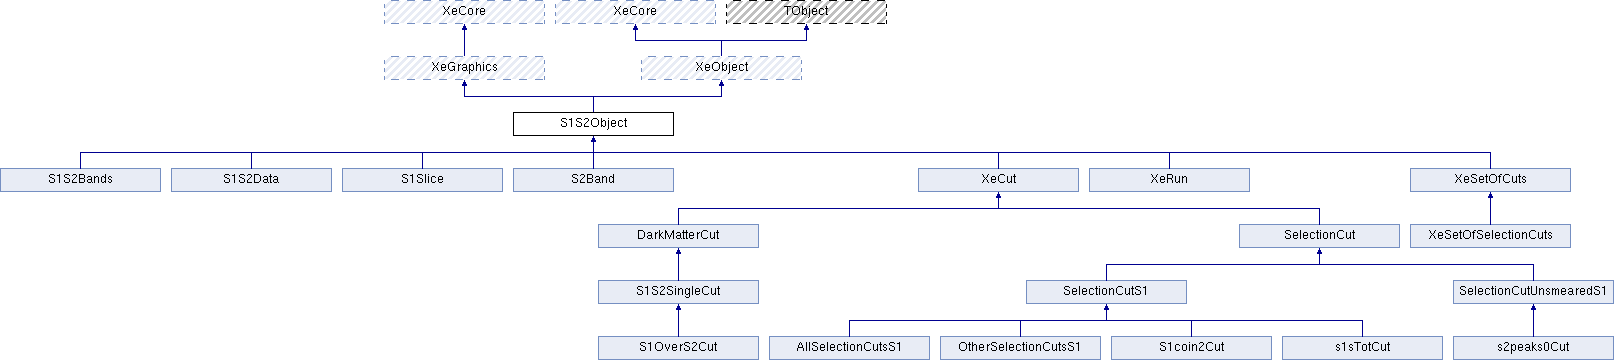 XeCore
XeCore
TObject
XeGraphics
XeObject
S1S2Object
S1S2Bands
S1S2Data
S1Slice
S2Band
XeCut
XeRun
XeSetOfCuts
DarkMatterCut
SelectionCut
XeSetOfSelectionCuts
S1S2SingleCut
SelectionCutS1
SelectionCutUnsmearedS1
S1OverS2Cut
AllSelectionCutsS1
OtherSelectionCutsS1
S1coin2Cut
s1sTotCut
s2peaks0Cut